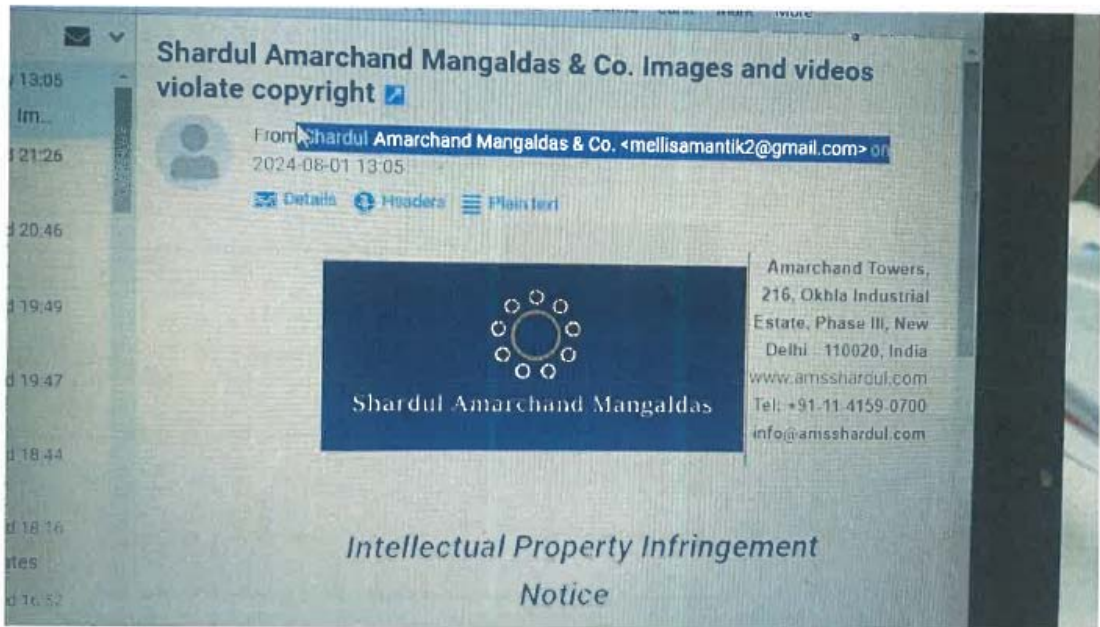 More
13:05
Im...
21:26
20:46
19:49
19:47
18:44
18:16
16:52
Shardul Amarchand Mangaldas & Co. Images and videos
violate copyright
From Shardul Amarchand Mangaldas & Co. <mellisamantik2@gmail.com> on
2024-08-01 13:05
Details Headers Plain text
Shardul Amarchand Mangaldas
Amarchand Towers,
216, Okhla Industrial
Estate, Phase III, New
Delhi 110020, India
www.amsshardul.com
Tel: +91-11 4159-0700
info@amsshardul.com
Intellectual Property Infringement
Notice